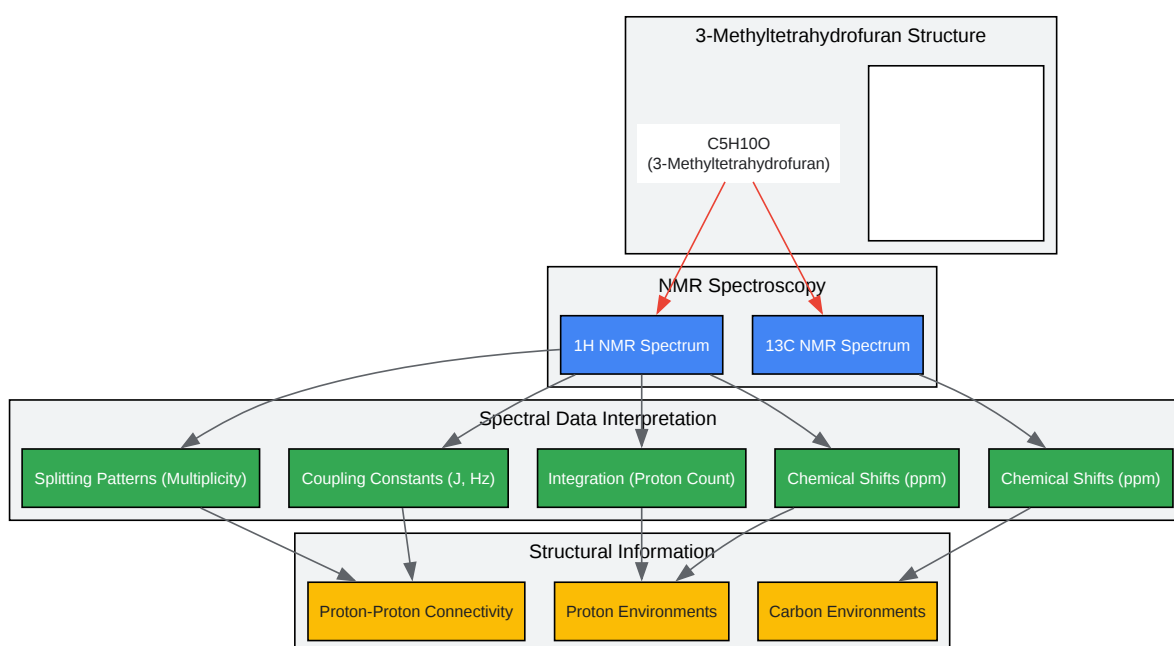 3-Methyltetrahydrofuran Structure
C5H10O
(3-Methyltetrahydrofuran)
NMR Spectroscopy
1H NMR Spectrum
13C NMR Spectrum
Spectral Data Interpretation
Splitting Patterns (Multiplicity)
Coupling Constants (J, Hz)
Integration (Proton Count)
Chemical Shifts (ppm)
Chemical Shifts (ppm)
Structural Information
Proton-Proton Connectivity
Proton Environments
Carbon Environments